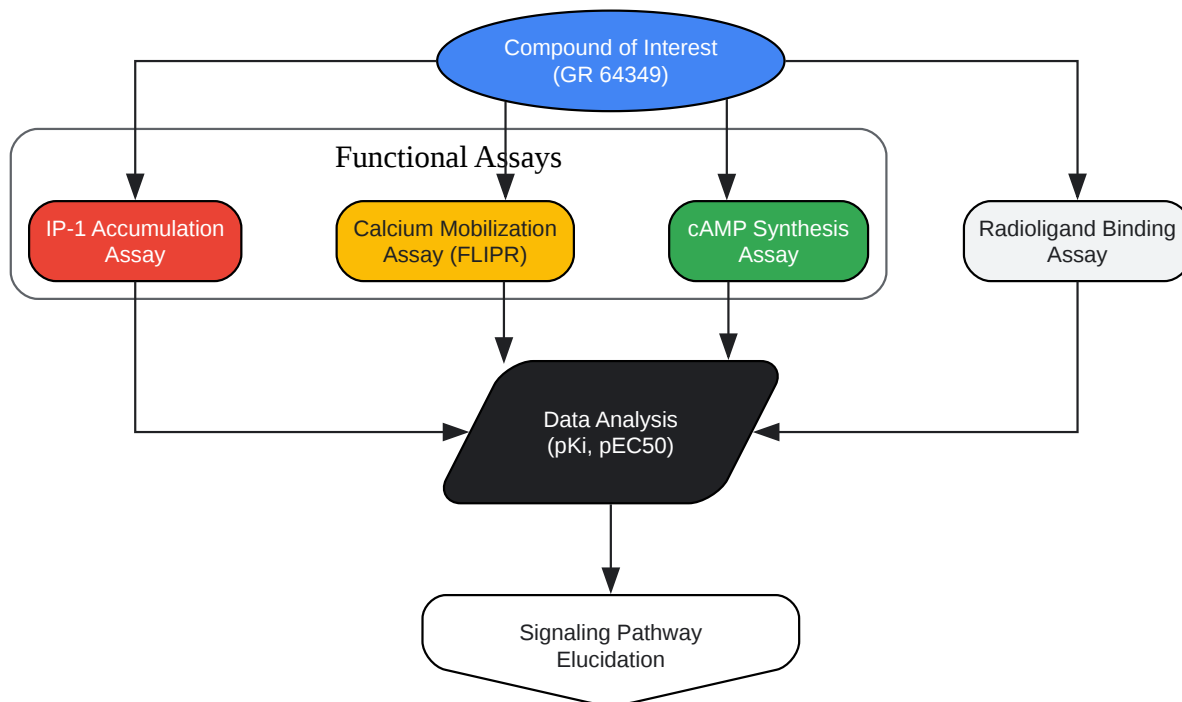 Compound of Interest
(GR 64349)
Functional Assays
IP-1 Accumulation
Assay
Calcium Mobilization
Assay (FLIPR)
cAMP Synthesis
Assay
Radioligand Binding
Assay
Data Analysis
(pKi, pEC50)
Signaling Pathway
Elucidation